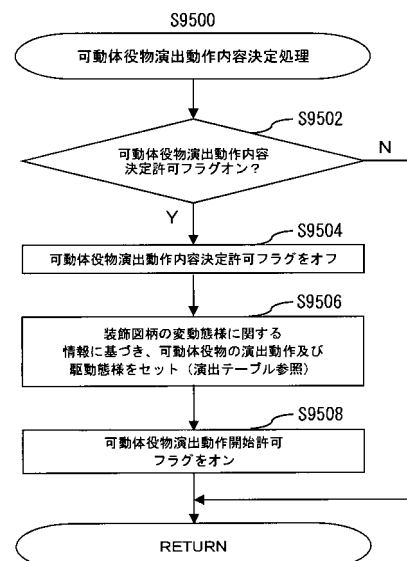 S9500
可動体役物演出動作内容決定処理
S9502
可動体役物演出動作内容
決定許可フラグオン？
N
Y
S9504
可動体役物演出動作内容決定許可フラグをオフ
S9506
装飾図柄の変動態様に関する
情報に基づき、可動体役物の演出動作及び
駆動態様をセット（演出テーブル参照）
S9508
可動体役物演出動作開始許可
フラグをオン
RETURN